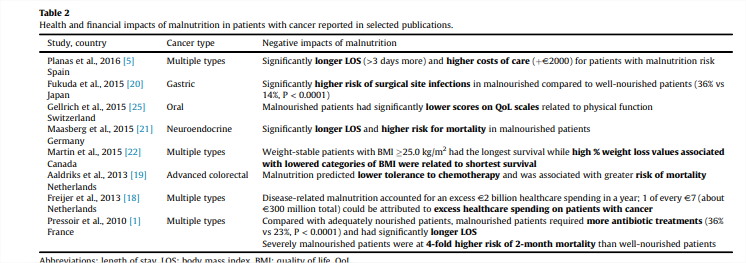 Table 2
Health and financial impacts of malnutrition in patients with cancer reported in selected publications.
Study, country Cancer type Negative impacts of malnutrition
Planas et al., 2016 [5] Multiple types Significantly longer LOS (>3 days more) and higher costs of care (+€2000) for patients with malnutrition risk
Spain
Fukuda et al., 2015 [20] Gastric Significantly higher risk of surgical site infections in malnourished compared to well-nourished patients (36% vs
Japan 14%, P < 0.0001)
Gellrich et al., 2015 [25] Oral Malnourished patients had significantly lower scores on QoL scales related to physical function
Switzerland
Maasberg et al., 2015 [21] Neuroendocrine Significantly longer LOS and higher risk for mortality in malnourished patients
Germany
Martin et al., 2015 [22] Multiple types Weight-stable patients with BMI ≥25.0 kg/m² had the longest survival while high % weight loss values associated
Canada with lowered categories of BMI were related to shortest survival
Aaldriks et al., 2013 [19] Advanced colorectal Malnutrition predicted lower tolerance to chemotherapy and was associated with greater risk of mortality
Netherlands
Freijer et al., 2013 [18] Multiple types Disease-related malnutrition accounted for an excess €2 billion healthcare spending in a year; 1 of every €7 (about
Netherlands €300 million total) could be attributed to excess healthcare spending on patients with cancer
Pressoir et al., 2010 [1] Multiple types Compared with adequately nourished patients, malnourished patients required more antibiotic treatments (36%
France vs 23%, P < 0.0001) and had significantly longer LOS
Severely malnourished patients were at 4-fold higher risk of 2-month mortality than well-nourished patients
Abbreviations: length of stay, LOS; body mass index, BMI; quality of life, QoL.